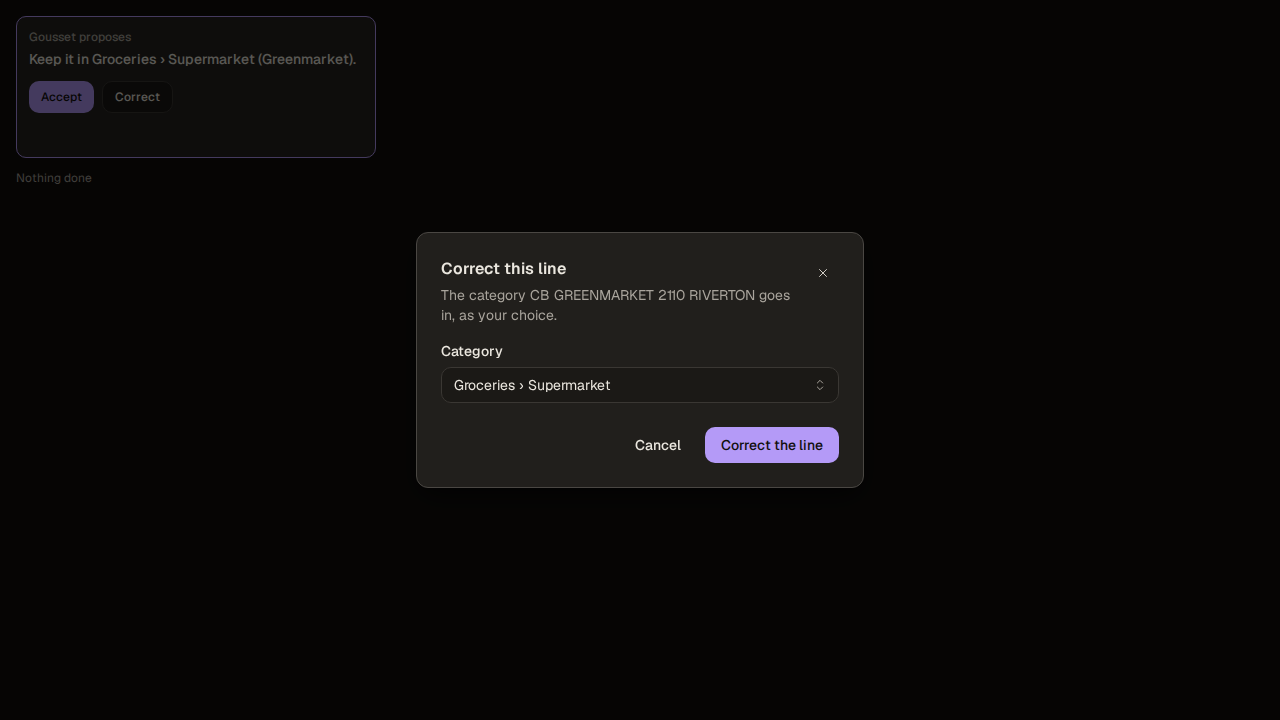 Gousset proposes
Keep it in Groceries › Supermarket (Greenmarket).
Accept
Correct
Nothing done
Correct this line
The category CB GREENMARKET 2110 RIVERTON goes
in, as your choice.
Category
Groceries › Supermarket
Cancel
Correct the line